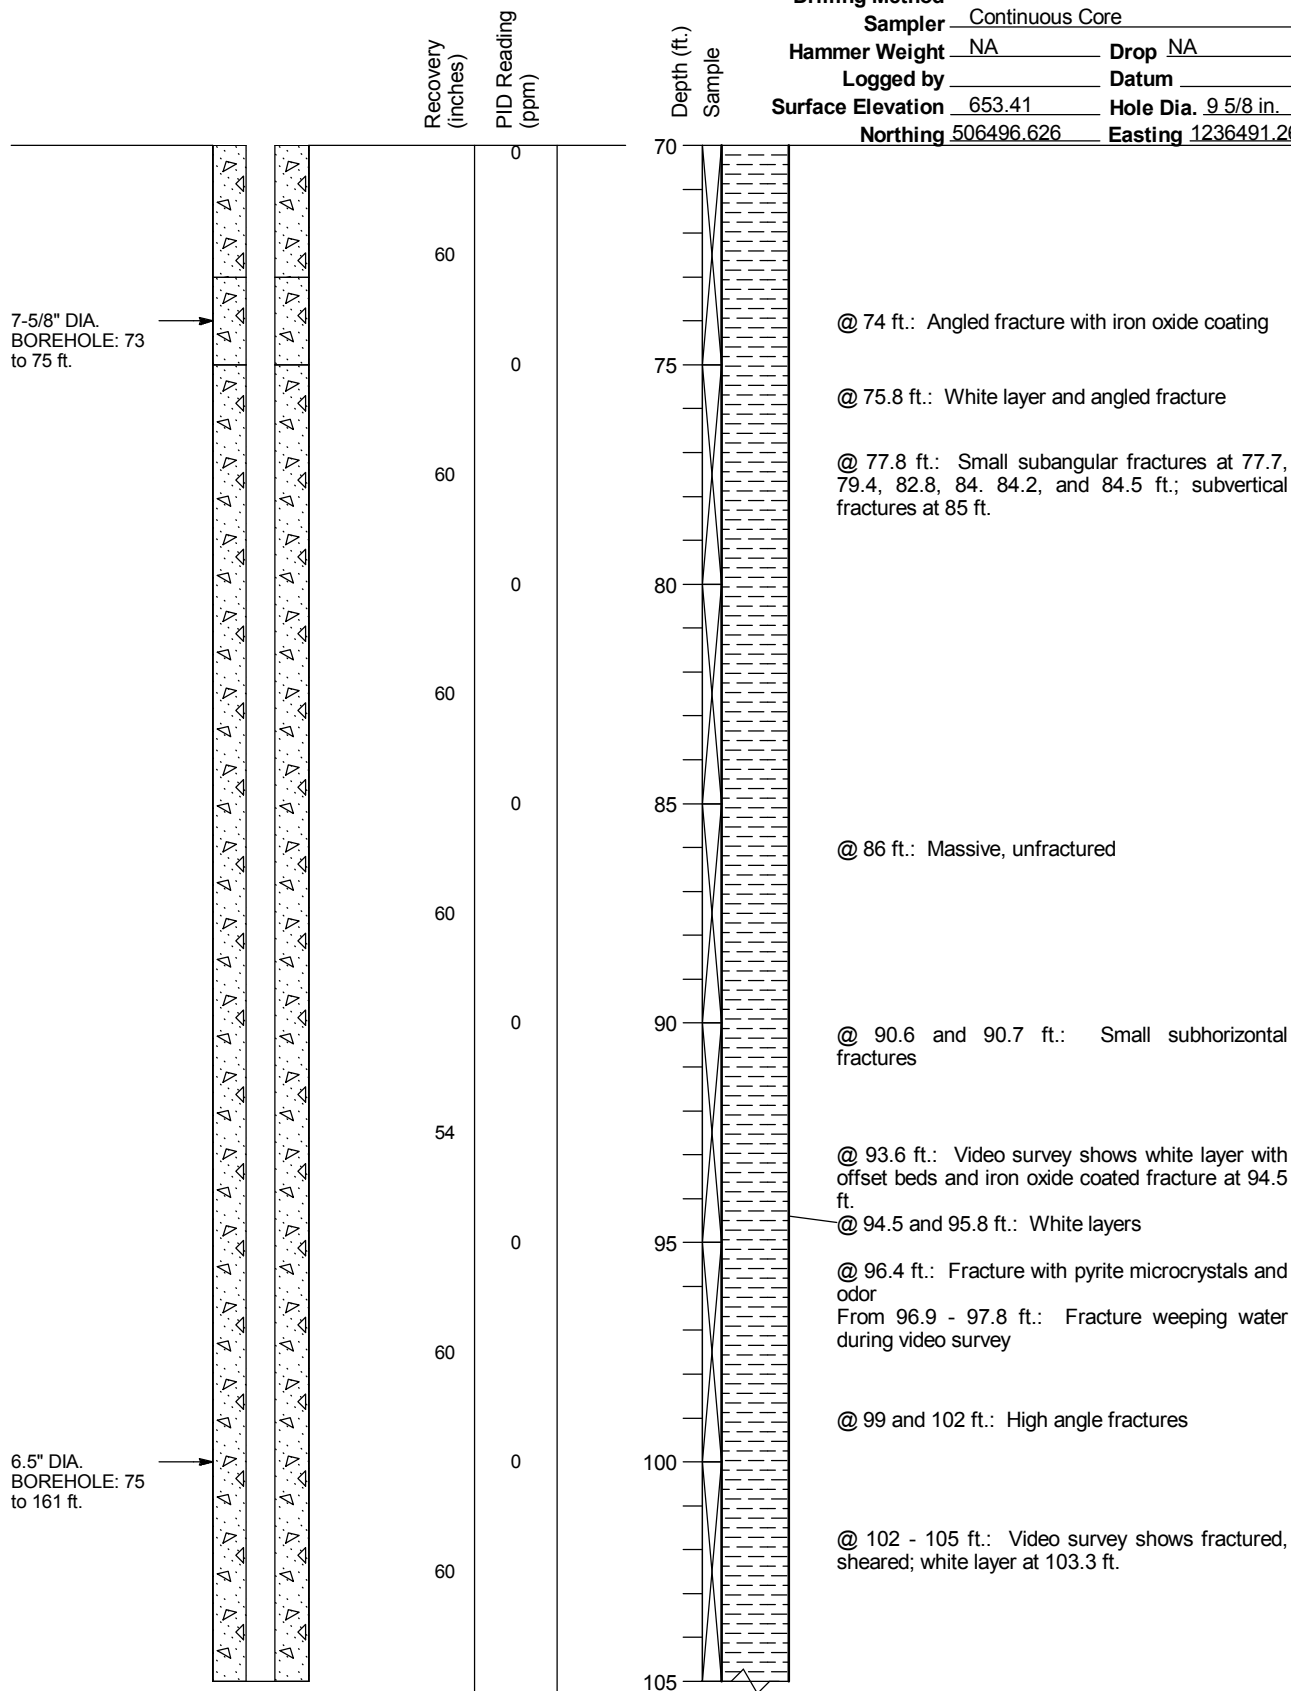 Sampler Continuous Core
Hammer Weight NA Drop NA
Logged by Datum
Surface Elevation 653.41 Hole Dia. 9 5/8 in.
Northing 506496.626 Easting
Recovery (inches)
PID Reading (ppm)
Depth (ft.)
Sample
70
0
60
7-5/8" DIA.
BOREHOLE: 73
to 75 ft.
@ 74 ft.: Angled fracture with iron oxide coating
0
75
@ 75.8 ft.: White layer and angled fracture
60
@ 77.8 ft.: Small subangular fractures at 77.7,
79.4, 82.8, 84. 84.2, and 84.5 ft.; subvertical
fractures at 85 ft.
0
80
60
0
85
@ 86 ft.: Massive, unfractured
60
0
90
@ 90.6 and 90.7 ft.: Small subhorizontal
fractures
54
@ 93.6 ft.: Video survey shows white layer with
offset beds and iron oxide coated fracture at 94.5
ft.
@ 94.5 and 95.8 ft.: White layers
0
95
@ 96.4 ft.: Fracture with pyrite microcrystals and
odor
From 96.9 - 97.8 ft.: Fracture weeping water
during video survey
60
@ 99 and 102 ft.: High angle fractures
6.5" DIA.
BOREHOLE: 75
to 161 ft.
0
100
@ 102 - 105 ft.: Video survey shows fractured,
sheared; white layer at 103.3 ft.
60
105